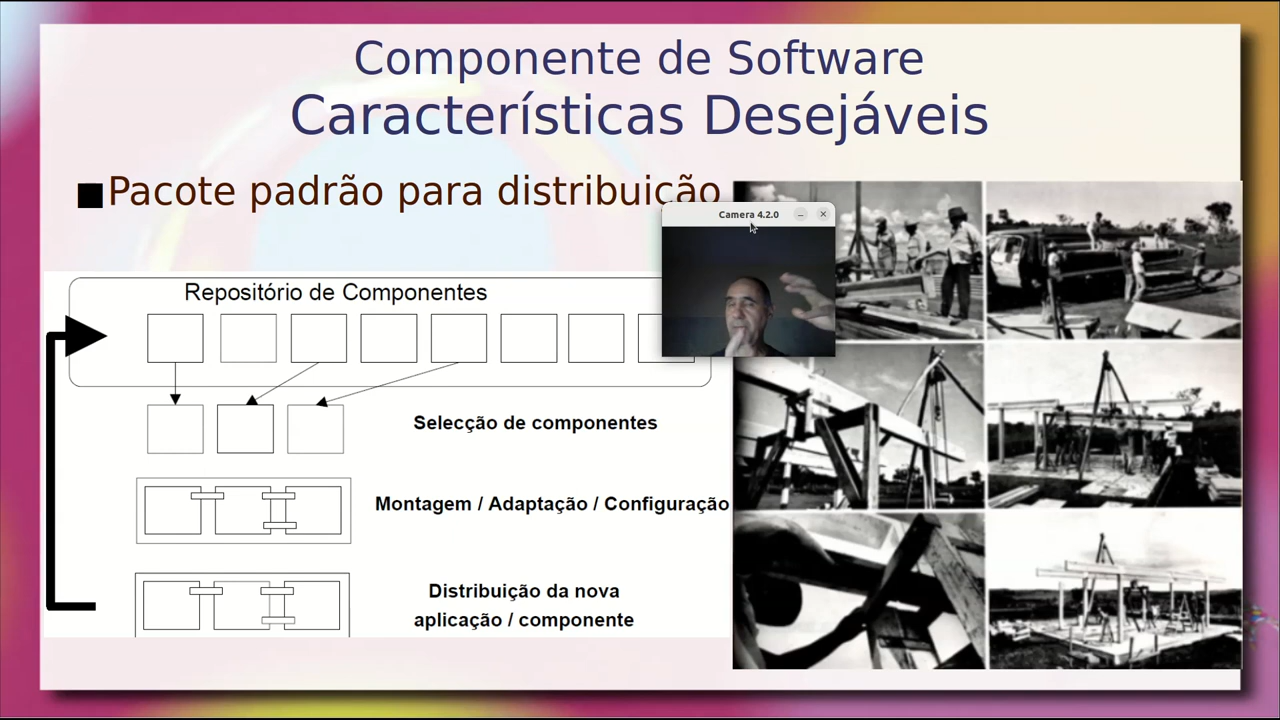 Componente de Software
Características Desejáveis
■Pacote padrão para distribuição
Camera 4.2.0
Repositório de Componentes
Selecção de componentes
Montagem / Adaptação / Configuração
Distribuição da nova
aplicação / componente